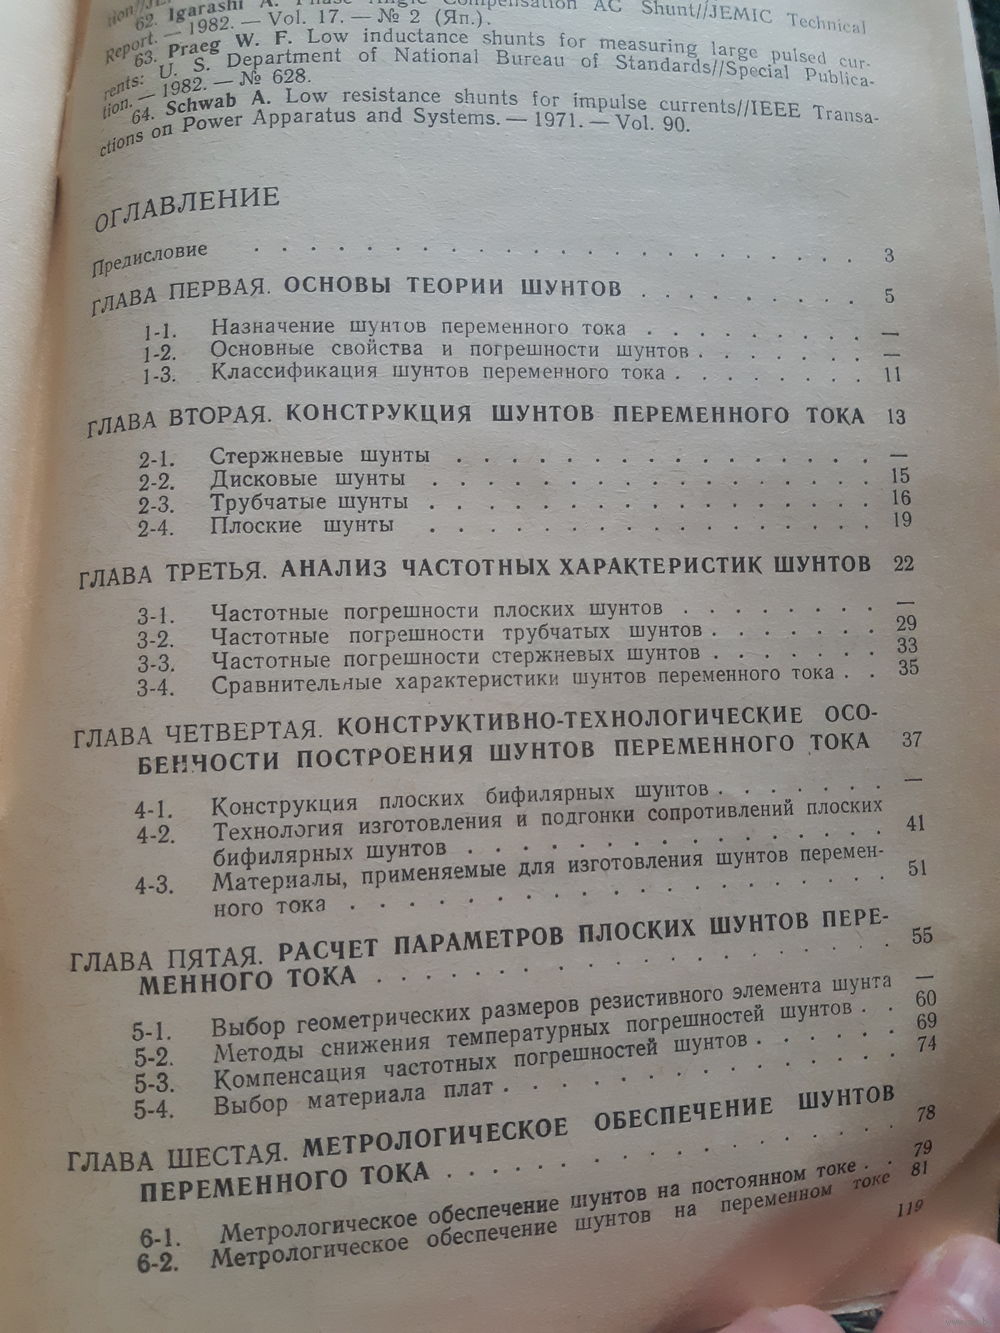 62. Igarashi A. Phase Angle Compensation AC Shunt//JEMIC Technical
Report. — 1982. — Vol. 17. — № 2 (Яп.).
63. Praeg W. F. Low inductance shunts for measuring large pulsed cur-
rents: U. S. Department of National Bureau of Standards//Special Publica-
tion. — 1982. — № 628.
64. Schwab A. Low resistance shunts for impulse currents//IEEE Transa-
ctions on Power Apparatus and Systems. — 1971. — Vol. 90.
ОГЛАВЛЕНИЕ
Предисловие . . . . . . . . . . . . . . . . . . . . . . 3
ГЛАВА ПЕРВАЯ. ОСНОВЫ ТЕОРИИ ШУНТОВ . . . . . . . . 5
1-1. Назначение шунтов переменного тока . . . . . . . . —
1-2. Основные свойства и погрешности шунтов . . . . . . —
1-3. Классификация шунтов переменного тока . . . . . . . 11
ГЛАВА ВТОРАЯ. КОНСТРУКЦИЯ ШУНТОВ ПЕРЕМЕННОГО ТОКА 13
2-1. Стержневые шунты . . . . . . . . . . . . . . . —
2-2. Дисковые шунты . . . . . . . . . . . . . . . . 15
2-3. Трубчатые шунты . . . . . . . . . . . . . . . . 16
2-4. Плоские шунты . . . . . . . . . . . . . . . . 19
ГЛАВА ТРЕТЬЯ. АНАЛИЗ ЧАСТОТНЫХ ХАРАКТЕРИСТИК ШУНТОВ 22
3-1. Частотные погрешности плоских шунтов . . . . . . . —
3-2. Частотные погрешности трубчатых шунтов . . . . . . 29
3-3. Частотные погрешности стержневых шунтов . . . . . . 33
3-4. Сравнительные характеристики шунтов переменного тока . . 35
ГЛАВА ЧЕТВЕРТАЯ. КОНСТРУКТИВНО-ТЕХНОЛОГИЧЕСКИЕ ОСО-
БЕННОСТИ ПОСТРОЕНИЯ ШУНТОВ ПЕРЕМЕННОГО ТОКА 37
4-1. Конструкция плоских бифилярных шунтов . . . . . . . —
4-2. Технология изготовления и подгонки сопротивлений плоских
бифилярных шунтов . . . . . . . . . . . . . . . 41
4-3. Материалы, применяемые для изготовления шунтов перемен-
ного тока . . . . . . . . . . . . . . . . . . . 51
ГЛАВА ПЯТАЯ. РАСЧЕТ ПАРАМЕТРОВ ПЛОСКИХ ШУНТОВ ПЕРЕ-
МЕННОГО ТОКА . . . . . . . . . . . . . . . . . . 55
5-1. Выбор геометрических размеров резистивного элемента шунта —
5-2. Методы снижения температурных погрешностей шунтов . . 60
5-3. Компенсация частотных погрешностей шунтов . . . . . 69
5-4. Выбор материала плат . . . . . . . . . . . . . . 74
ГЛАВА ШЕСТАЯ. МЕТРОЛОГИЧЕСКОЕ ОБЕСПЕЧЕНИЕ ШУНТОВ
ПЕРЕМЕННОГО ТОКА . . . . . . . . . . . . . . . . 78
6-1. Метрологическое обеспечение шунтов на постоянном токе . . 79
6-2. Метрологическое обеспечение шунтов на переменном токе 81
119